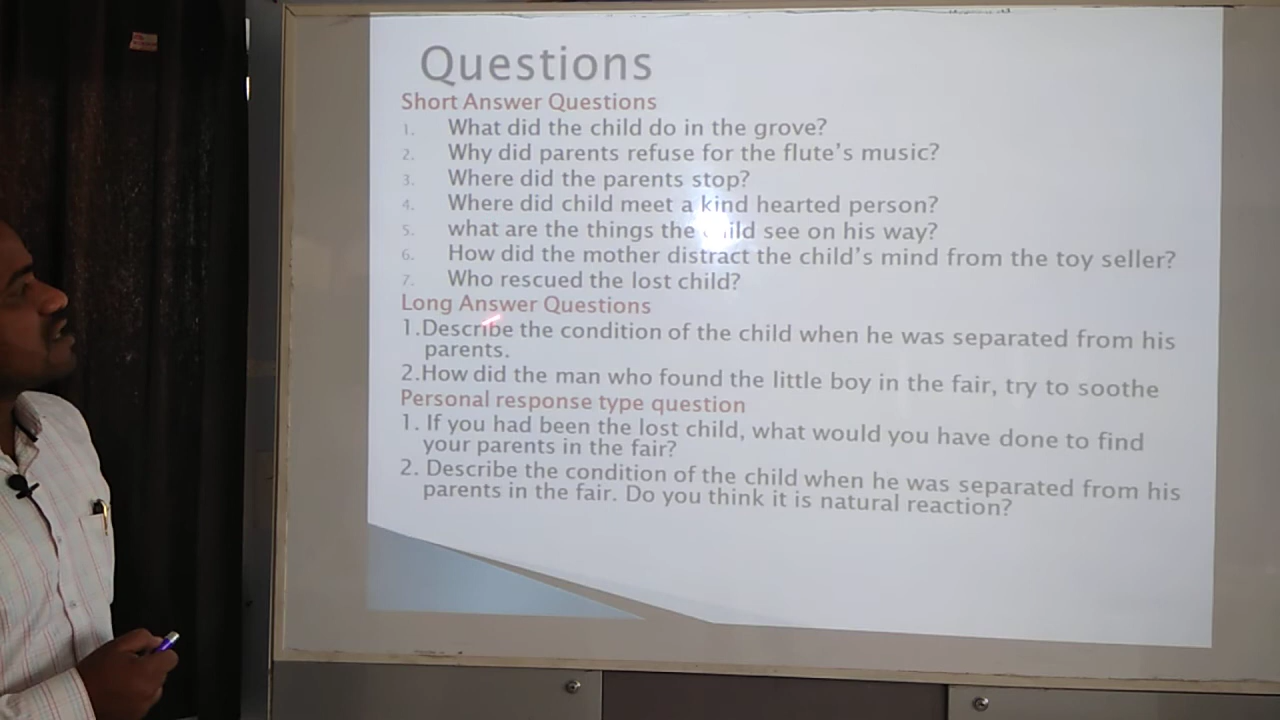 Questions
Short Answer Questions
1. What did the child do in the grove?
2. Why did parents refuse for the flute's music?
3. Where did the parents stop?
4. Where did child meet a kind hearted person?
5. what are the things the child see on his way?
6. How did the mother distract the child's mind from the toy seller?
7. Who rescued the lost child?
Long Answer Questions
1.Describe the condition of the child when he was separated from his
parents.
2.How did the man who found the little boy in the fair, try to soothe
Personal response type question
1. If you had been the lost child, what would you have done to find
your parents in the fair?
2. Describe the condition of the child when he was separated from his
parents in the fair. Do you think it is natural reaction?